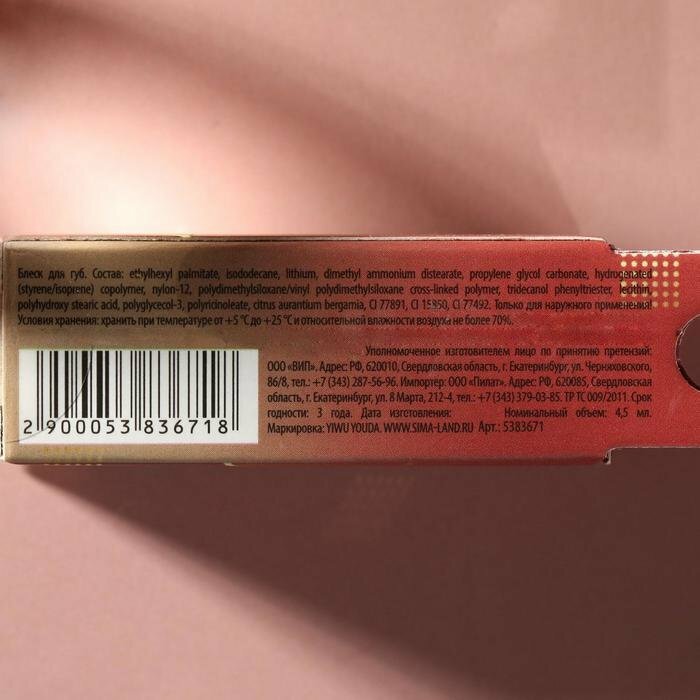 Блеск для губ. Состав: ethylhexyl palmitate, isododecane, lithium, dimethyl ammonium distearate, propylene glycol carbonate, hydrogenated
(styrene/isoprene) copolymer, nylon-12, polydimethylsiloxane/vinyl polydimethylsiloxane cross-linked polymer, tridecanol phenyltriester, lecithin,
polyhydroxy stearic acid, polyglycecol-3, polyricinoleate, citrus aurantium bergamia, CI 77891, CI 15850, CI 77492. Только для наружного применения!
Условия хранения: хранить при температуре от +5 °C до +25 °C и относительной влажности воздуха не более 70%.
Уполномоченное изготовителем лицо по принятию претензий:
ООО «ВИП». Адрес: РФ, 620010, Свердловская область, г. Екатеринбург, ул. Черняховского,
86/8, тел.: +7 (343) 287-56-96. Импортер: ООО «Пилат». Адрес: РФ, 620085, Свердловская
область, г. Екатеринбург, ул. 8 Марта, 212-4, тел.: +7 (343) 379-03-85. ТР ТС 009/2011. Срок
годности: 3 года. Дата изготовления: Номинальный объем: 4,5 мл.
Маркировка: YIWU YOUDA. WWW.SIMA-LAND.RU Арт.: 5383671
2 900053 836718